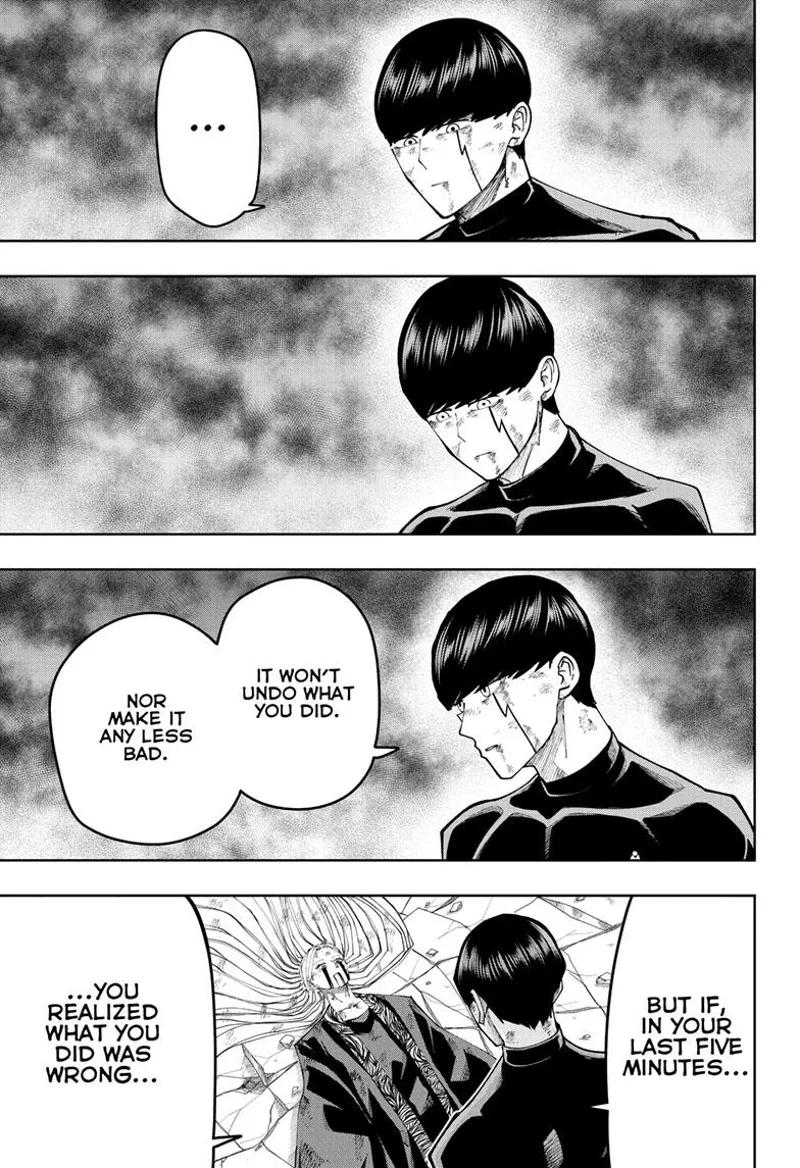 ...
IT WON'T
UNDO WHAT
YOU DID.
NOR
MAKE IT
ANY LESS
BAD.
BUT IF,
IN YOUR
LAST FIVE
MINUTES...
...YOU
REALIZED
WHAT YOU
DID WAS
WRONG...